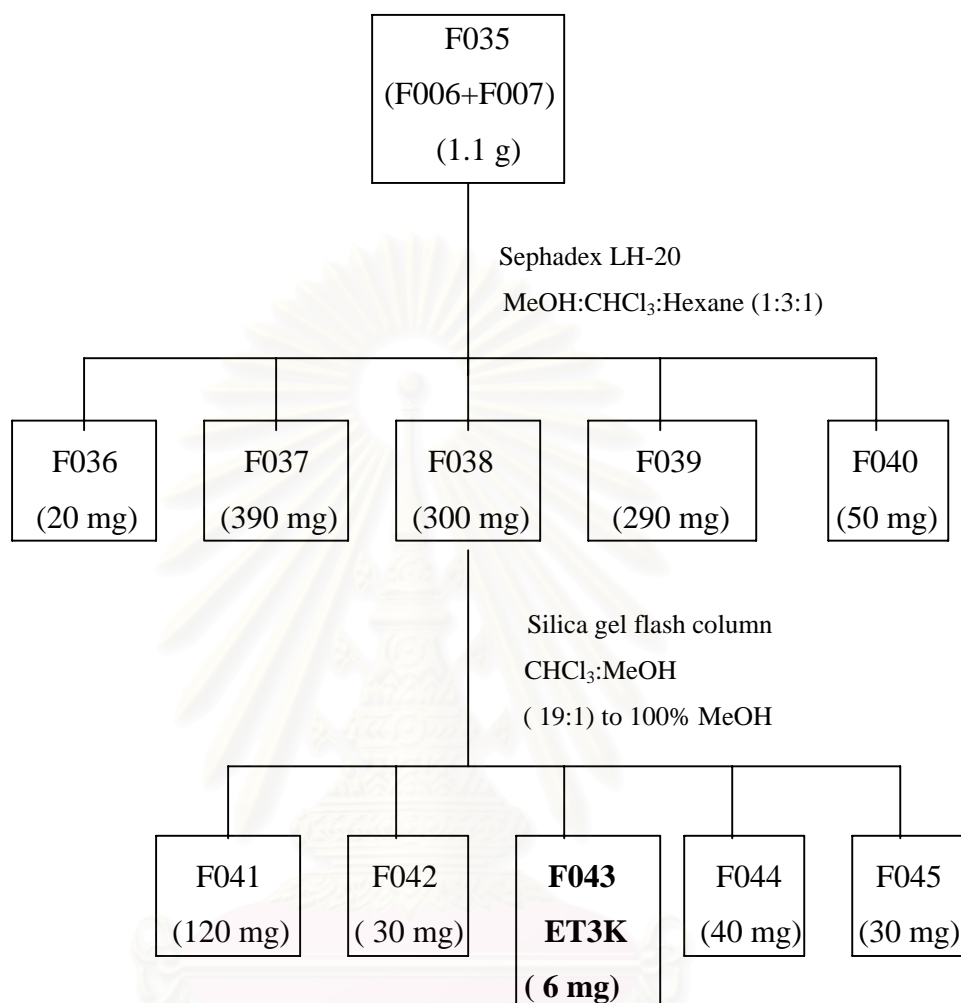 F035
(F006+F007)
(1.1 g)
Sephadex LH-20
MeOH:CHCl₃:Hexane (1:3:1)
F036
(20 mg)
F037
(390 mg)
F038
(300 mg)
F039
(290 mg)
F040
(50 mg)
Silica gel flash column
CHCl₃:MeOH
( 19:1) to 100% MeOH
F041
(120 mg)
F042
( 30 mg)
F043
ET3K
( 6 mg)
F044
(40 mg)
F045
(30 mg)